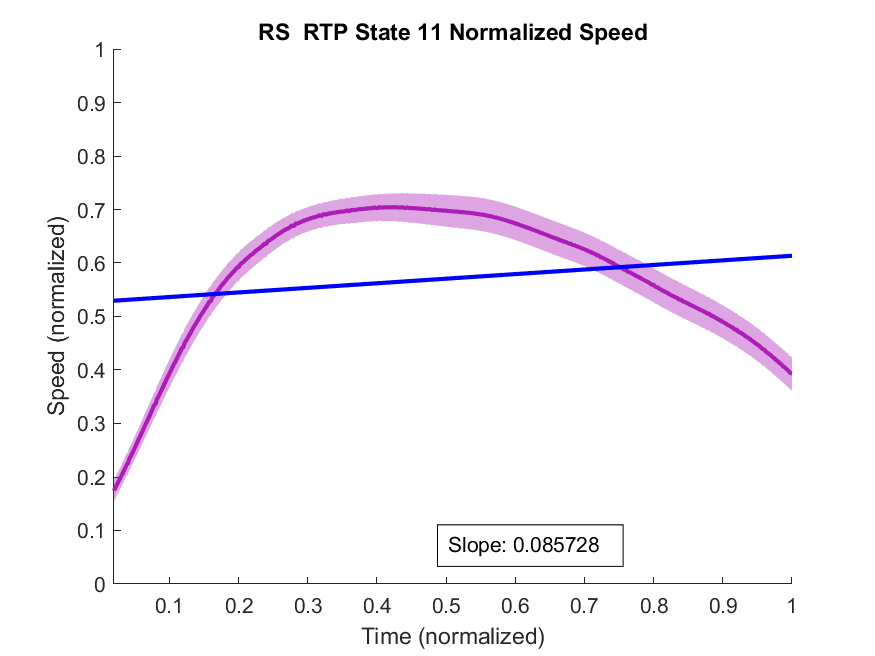 RS  RTP State 11 Normalized Speed
1
0.9
0.8
0.7
0.6
0.5
0.4
0.3
0.2
0.1
0
Speed (normalized)
Slope: 0.085728
0.1 0.2 0.3 0.4 0.5 0.6 0.7 0.8 0.9 1
Time (normalized)